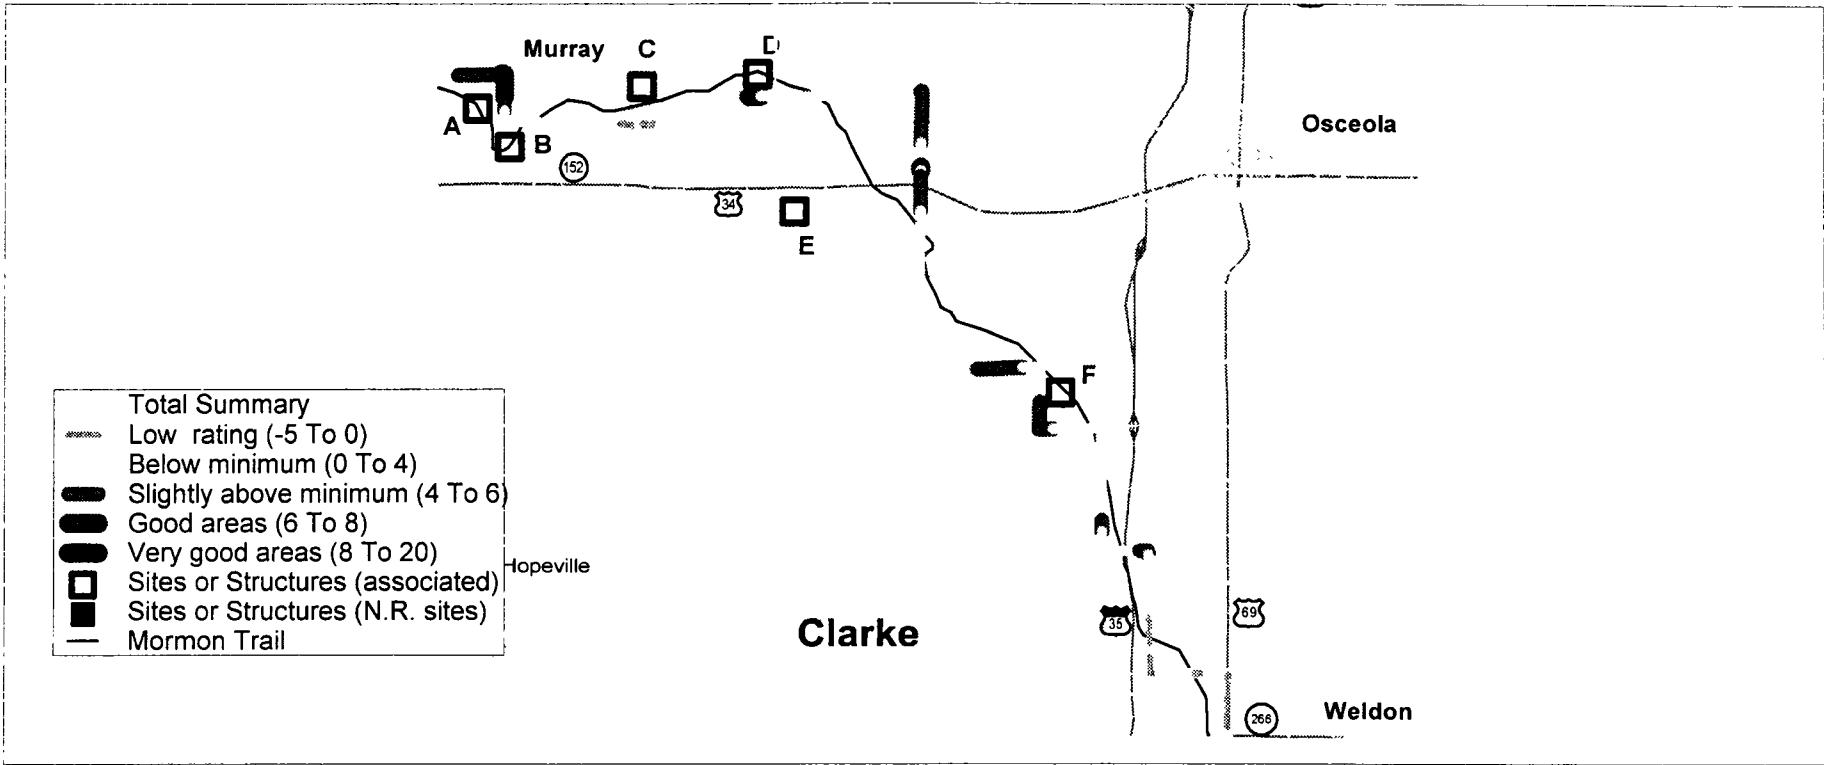 Murray
C
D
A
B
152
34
E
Osceola
F
Total Summary
Low rating (-5 To 0)
Below minimum (0 To 4)
Slightly above minimum (4 To 6)
Good areas (6 To 8)
Very good areas (8 To 20)
Sites or Structures (associated)
Sites or Structures (N.R. sites)
Mormon Trail
Hopeville
Clarke
35
69
266
Weldon